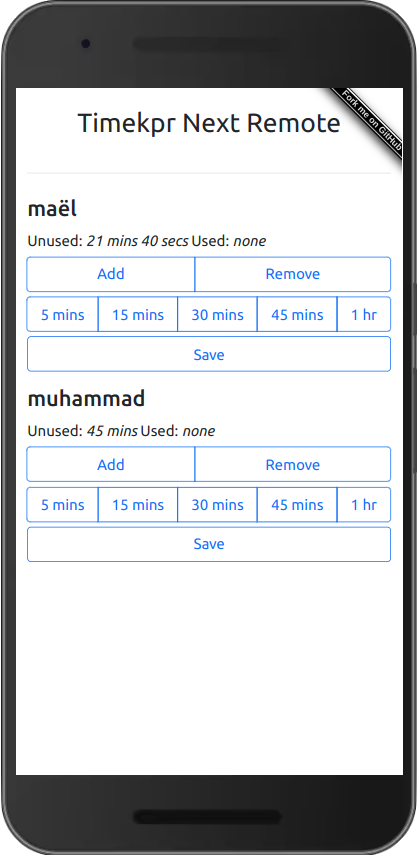 Fork me on GitHub
Timekpr Next Remote
maël
Unused: 21 mins 40 secs Used: none
Add Remove
5 mins 15 mins 30 mins 45 mins 1 hr
Save
muhammad
Unused: 45 mins Used: none
Add Remove
5 mins 15 mins 30 mins 45 mins 1 hr
Save